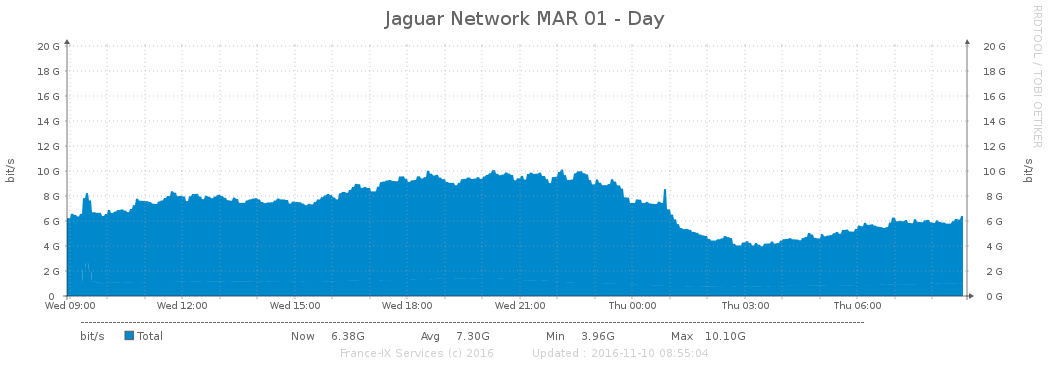 Jaguar Network MAR 01 - Day
RRDTOOL / TOBI OETIKER
bit/s
20 G 20 G
18 G 18 G
16 G 16 G
14 G 14 G
12 G 12 G
10 G 10 G
8 G 8 G
6 G 6 G
4 G 4 G
2 G 2 G
0 0 G
bit/s
Wed 09:00 Wed 12:00 Wed 15:00 Wed 18:00 Wed 21:00 Thu 00:00 Thu 03:00 Thu 06:00
bit/s Total Now 6.38G Avg 7.30G Min 3.96G Max 10.10G
France-IX Services (c) 2016 Updated : 2016-11-10 08:55:04